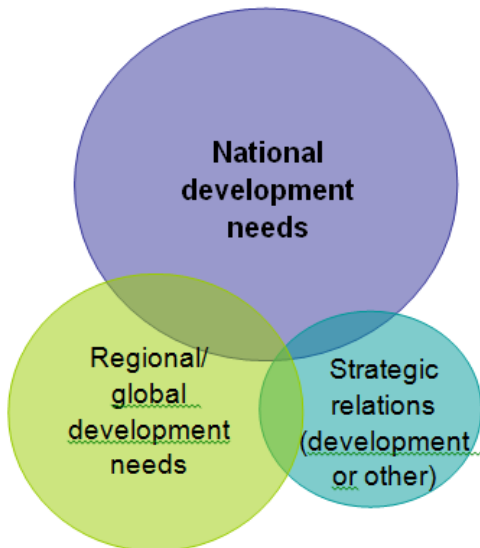 National
development
needs
Regional/
global
development
needs
Strategic
relations
(development
or other)